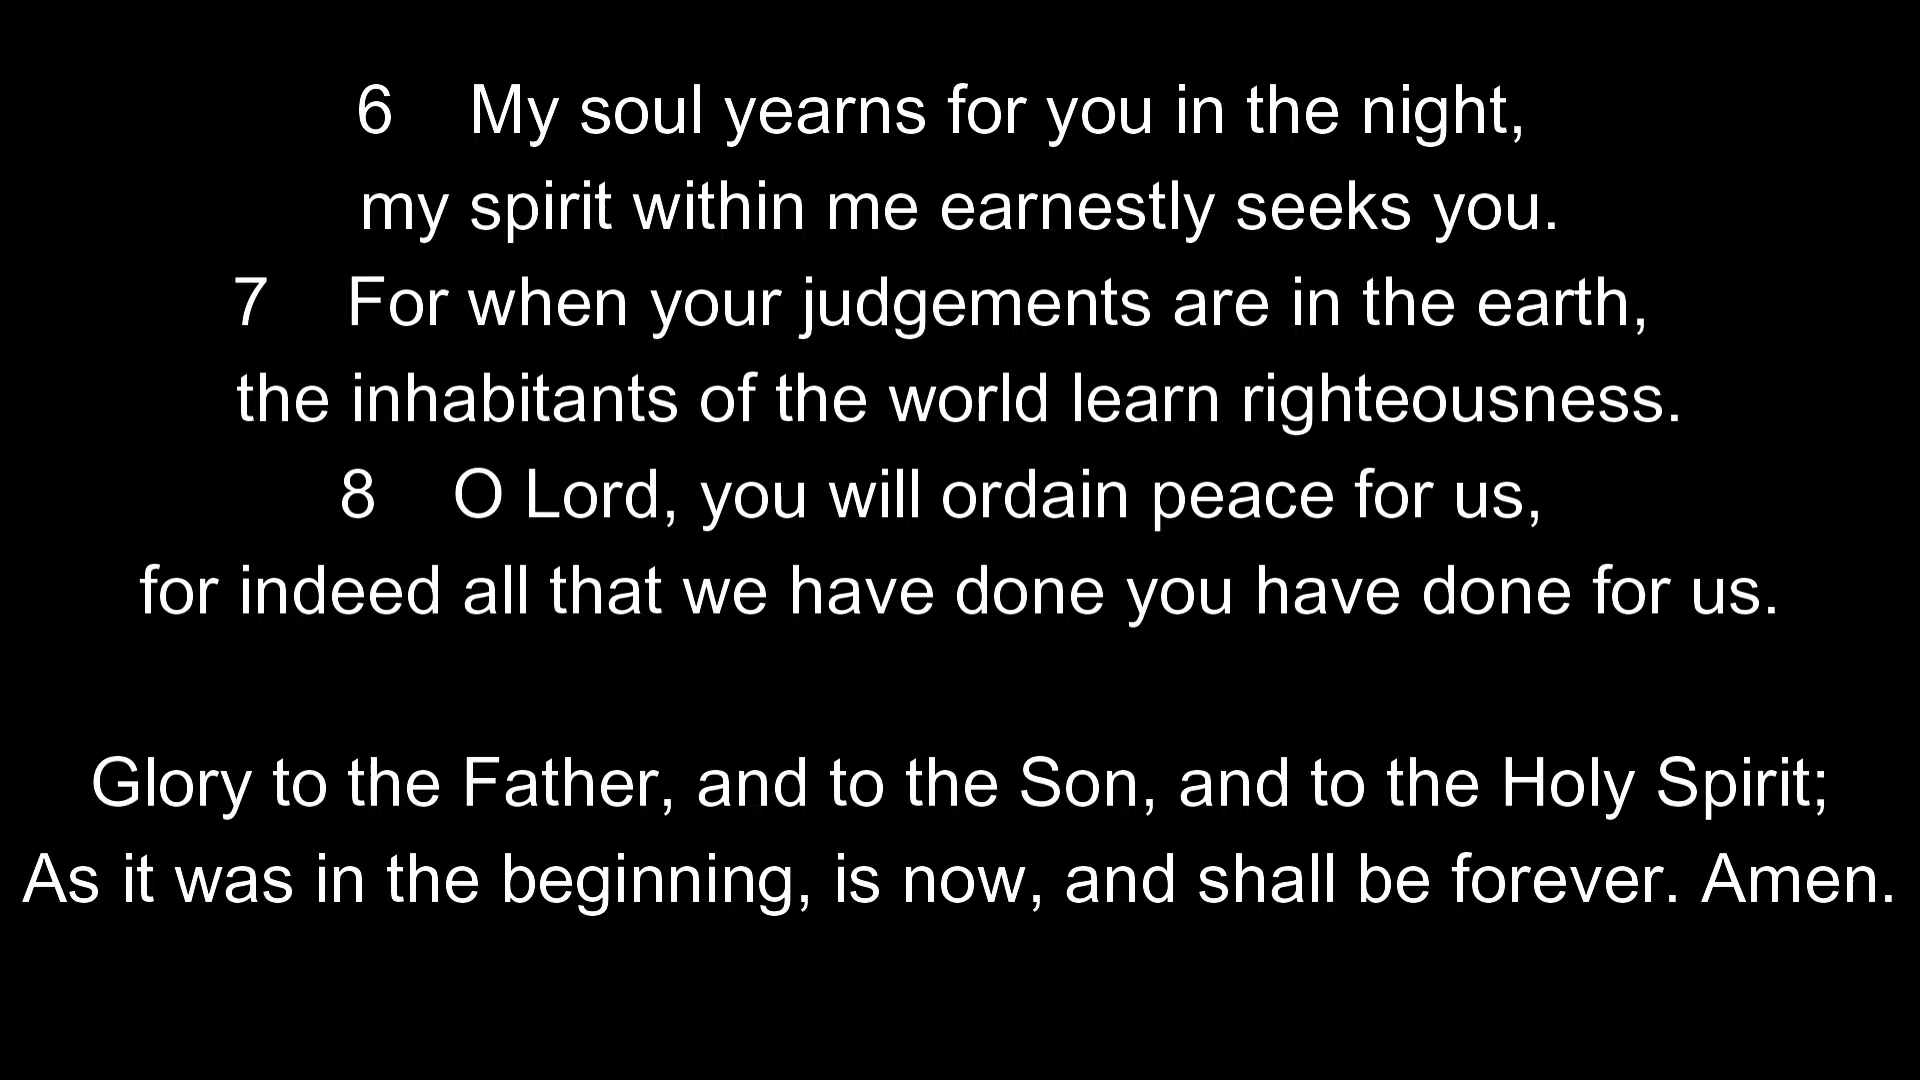 6 My soul yearns for you in the night,
my spirit within me earnestly seeks you.
7 For when your judgements are in the earth,
the inhabitants of the world learn righteousness.
8 O Lord, you will ordain peace for us,
for indeed all that we have done you have done for us.
Glory to the Father, and to the Son, and to the Holy Spirit;
As it was in the beginning, is now, and shall be forever. Amen.